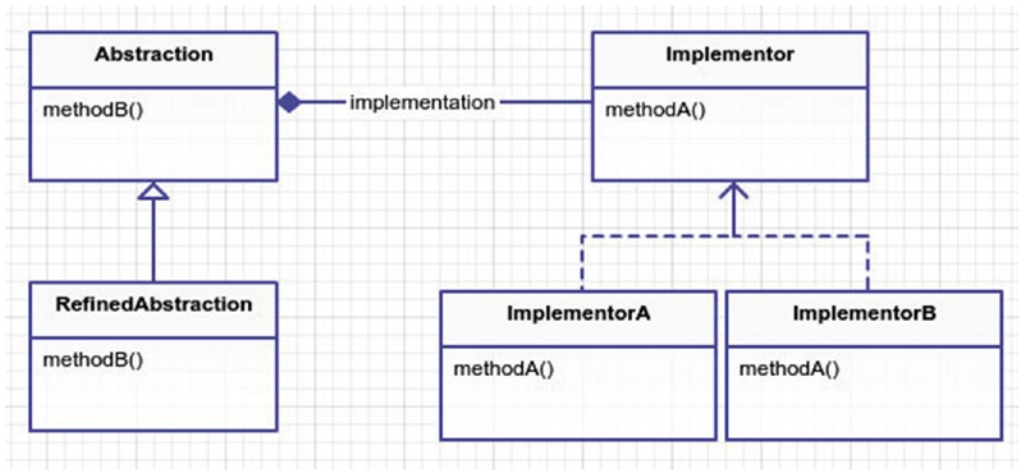 Abstraction
methodB()
implementation
Implementor
methodA()
RefinedAbstraction
methodB()
ImplementorA
methodA()
ImplementorB
methodA()